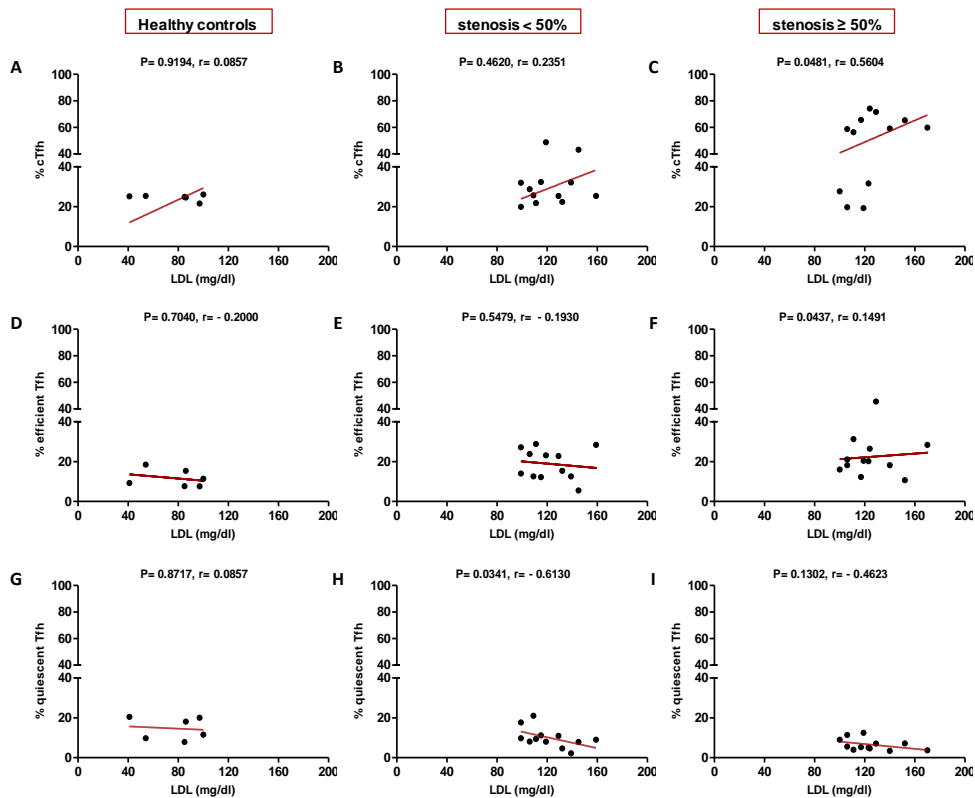 Healthy controls
stenosis < 50%
stenosis ≥ 50%
A
P= 0.9194, r= 0.0857
% cTfh
100
80
60
40
40
20
0
0 40 80 120 160 200
LDL (mg/dl)
B
P= 0.4620, r= 0.2351
% cTfh
100
80
60
40
40
20
0
0 40 80 120 160 200
LDL (mg/dl)
C
P= 0.0481, r= 0.5604
% cTfh
100
80
60
40
40
20
0
0 40 80 120 160 200
LDL (mg/dl)
D
P= 0.7040, r= - 0.2000
% efficient Tfh
100
80
60
40
40
20
0
0 40 80 120 160 200
LDL (mg/dl)
E
P= 0.5479, r= - 0.1930
% efficient Tfh
100
80
60
40
40
20
0
0 40 80 120 160 200
LDL (mg/dl)
F
P= 0.0437, r= 0.1491
% efficient Tfh
100
80
60
40
40
20
0
0 40 80 120 160 200
LDL (mg/dl)
G
P= 0.8717, r= 0.0857
% quiescent Tfh
100
80
60
40
40
20
0
0 40 80 120 160 200
LDL (mg/dl)
H
P= 0.0341, r= - 0.6130
% quiescent Tfh
100
80
60
40
40
20
0
0 40 80 120 160 200
LDL (mg/dl)
I
P= 0.1302, r= - 0.4623
% quiescent Tfh
100
80
60
40
40
20
0
0 40 80 120 160 200
LDL (mg/dl)